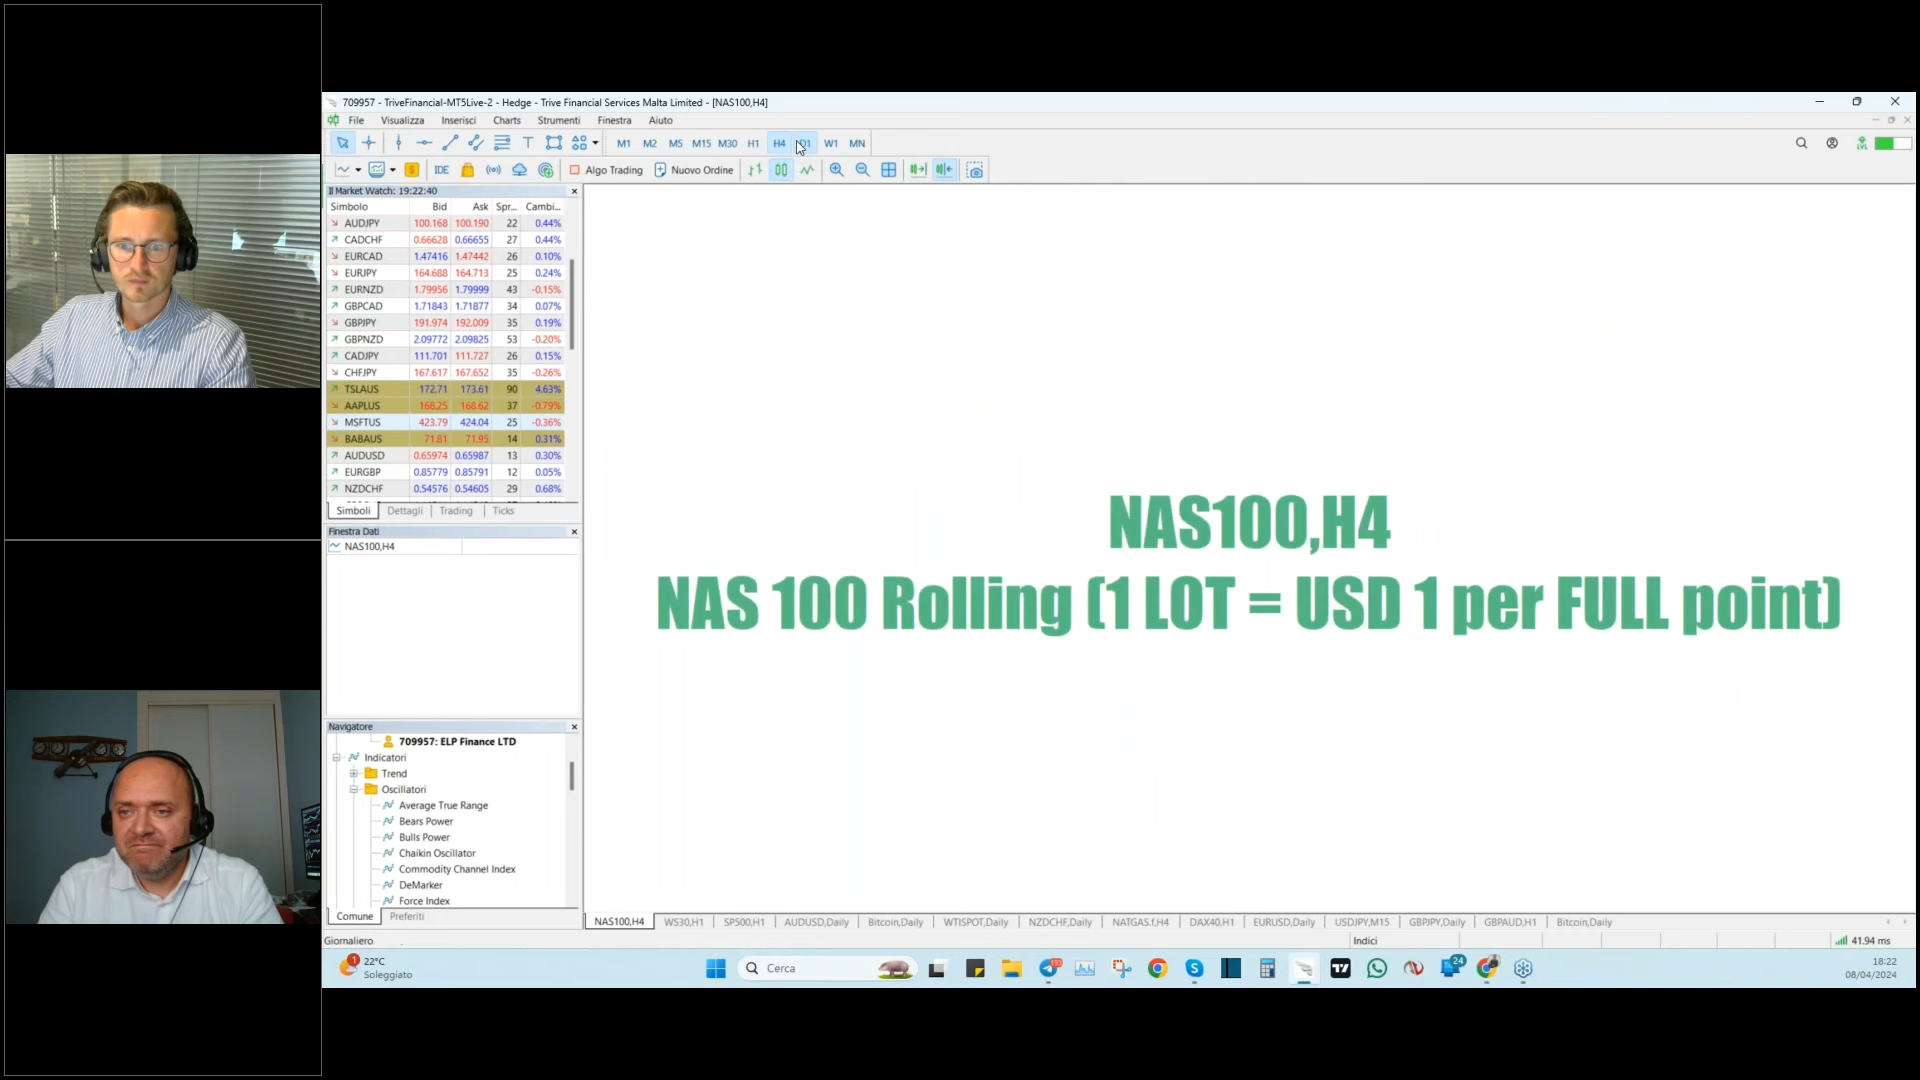 709957 - TriveFinancial-MT5Live-2 - Hedge - Trive Financial Services Malta Limited - [NAS100,H4]
File Visualizza Inserisci Charts Strumenti Finestra Aiuto
M1 M2 M5 M15 M30 H1 H4 D1 W1 MN
IDE Algo Trading Nuovo Ordine
Market Watch: 19:22:40
Simbolo Bid Ask Spr... Cambi...
AUDJPY 100.168 100.190 22 0.44%
CADCHF 0.66628 0.66655 27 0.44%
EURCAD 1.47416 1.47442 26 0.10%
EURJPY 164.688 164.713 25 0.24%
EURNZD 1.79956 1.79999 43 -0.15%
GBPCAD 1.71843 1.71877 34 0.07%
GBPJPY 191.974 192.009 35 0.19%
GBPNZD 2.09772 2.09825 53 -0.20%
CADJPY 111.701 111.727 26 0.15%
CHFJPY 167.617 167.652 35 -0.26%
TSLAUS 172.71 173.61 90 4.63%
AAPLUS 168.25 168.62 37 -0.79%
MSFTUS 423.79 424.04 25 -0.36%
BABAUS 71.81 71.95 14 0.31%
AUDUSD 0.65974 0.65987 13 0.30%
EURGBP 0.85779 0.85791 12 0.05%
NZDCHF 0.54576 0.54605 29 0.68%
Simboli Dettagli Trading Ticks
Finestra Dati
NAS100,H4
Navigatore
709957: ELP Finance LTD
Indicatori
Trend
Oscillatori
Average True Range
Bears Power
Bulls Power
Chaikin Oscillator
Commodity Channel Index
DeMarker
Force Index
Comune Preferiti
NAS100,H4
NAS 100 Rolling (1 LOT = USD 1 per FULL point)
NAS100,H4 WS30,H1 SP500,H1 AUDUSD,Daily Bitcoin,Daily WTISPOT,Daily NZDCHF,Daily NATGAS.f,H4 DAX40,H1 EURUSD,Daily USDJPY,M15 GBPJPY,Daily GBPAUD,H1 Bitcoin,Daily
Giornaliero Indici 41.94 ms
1 22°C
Soleggiato
Cerca
24
18:22
08/04/2024